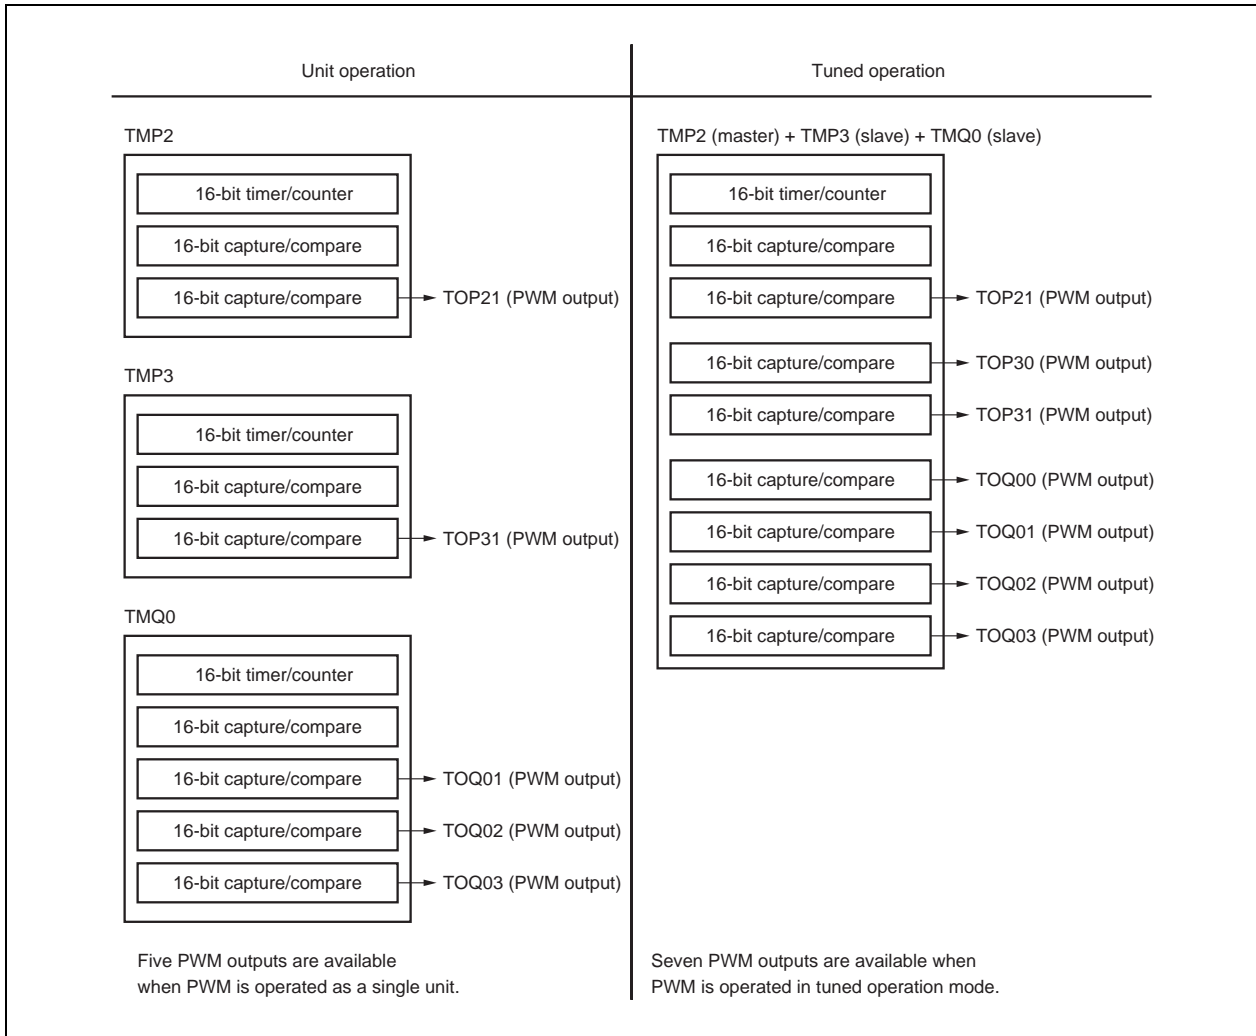 Unit operation
TMP2
16-bit timer/counter
16-bit capture/compare
16-bit capture/compare
TOP21 (PWM output)
TMP3
16-bit timer/counter
16-bit capture/compare
16-bit capture/compare
TOP31 (PWM output)
TMQ0
16-bit timer/counter
16-bit capture/compare
16-bit capture/compare
TOQ01 (PWM output)
16-bit capture/compare
TOQ02 (PWM output)
16-bit capture/compare
TOQ03 (PWM output)
Five PWM outputs are available
when PWM is operated as a single unit.
Tuned operation
TMP2 (master) + TMP3 (slave) + TMQ0 (slave)
16-bit timer/counter
16-bit capture/compare
16-bit capture/compare
TOP21 (PWM output)
16-bit capture/compare
TOP30 (PWM output)
16-bit capture/compare
TOP31 (PWM output)
16-bit capture/compare
TOQ00 (PWM output)
16-bit capture/compare
TOQ01 (PWM output)
16-bit capture/compare
TOQ02 (PWM output)
16-bit capture/compare
TOQ03 (PWM output)
Seven PWM outputs are available when
PWM is operated in tuned operation mode.